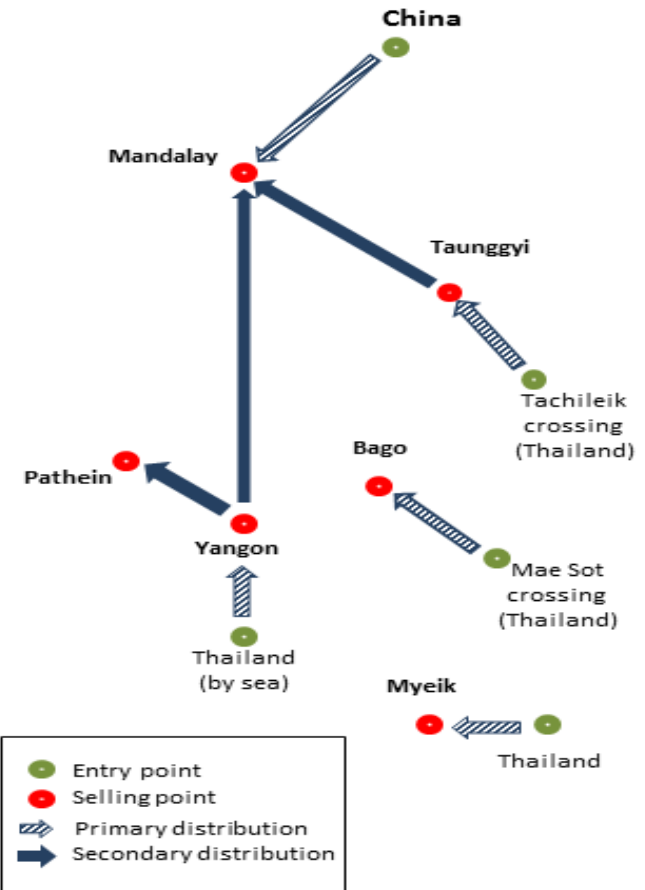 China
Mandalay
Taunggyi
Tachileik
crossing
(Thailand)
Bago
Pathein
Yangon
Mae Sot
crossing
(Thailand)
Thailand
(by sea)
Myeik
Thailand
Entry point
Selling point
Primary distribution
Secondary distribution